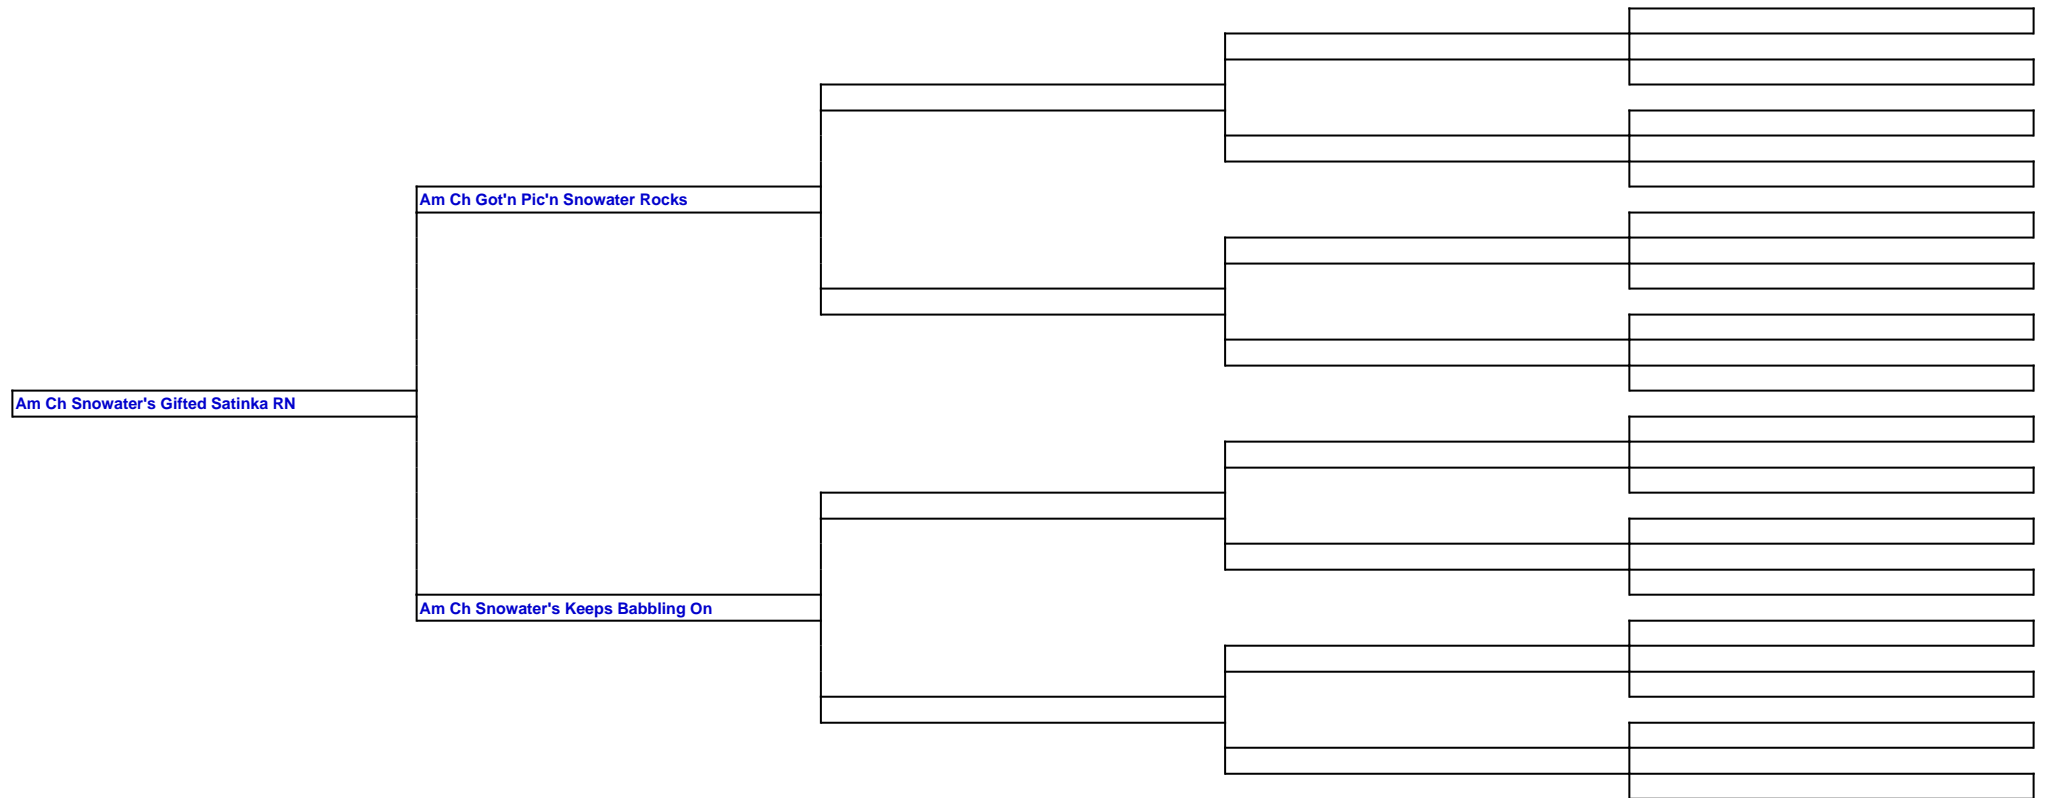 Am Ch Got'n Pic'n Snowater Rocks
Am Ch Snowater's Gifted Satinka RN
Am Ch Snowater's Keeps Babbling On